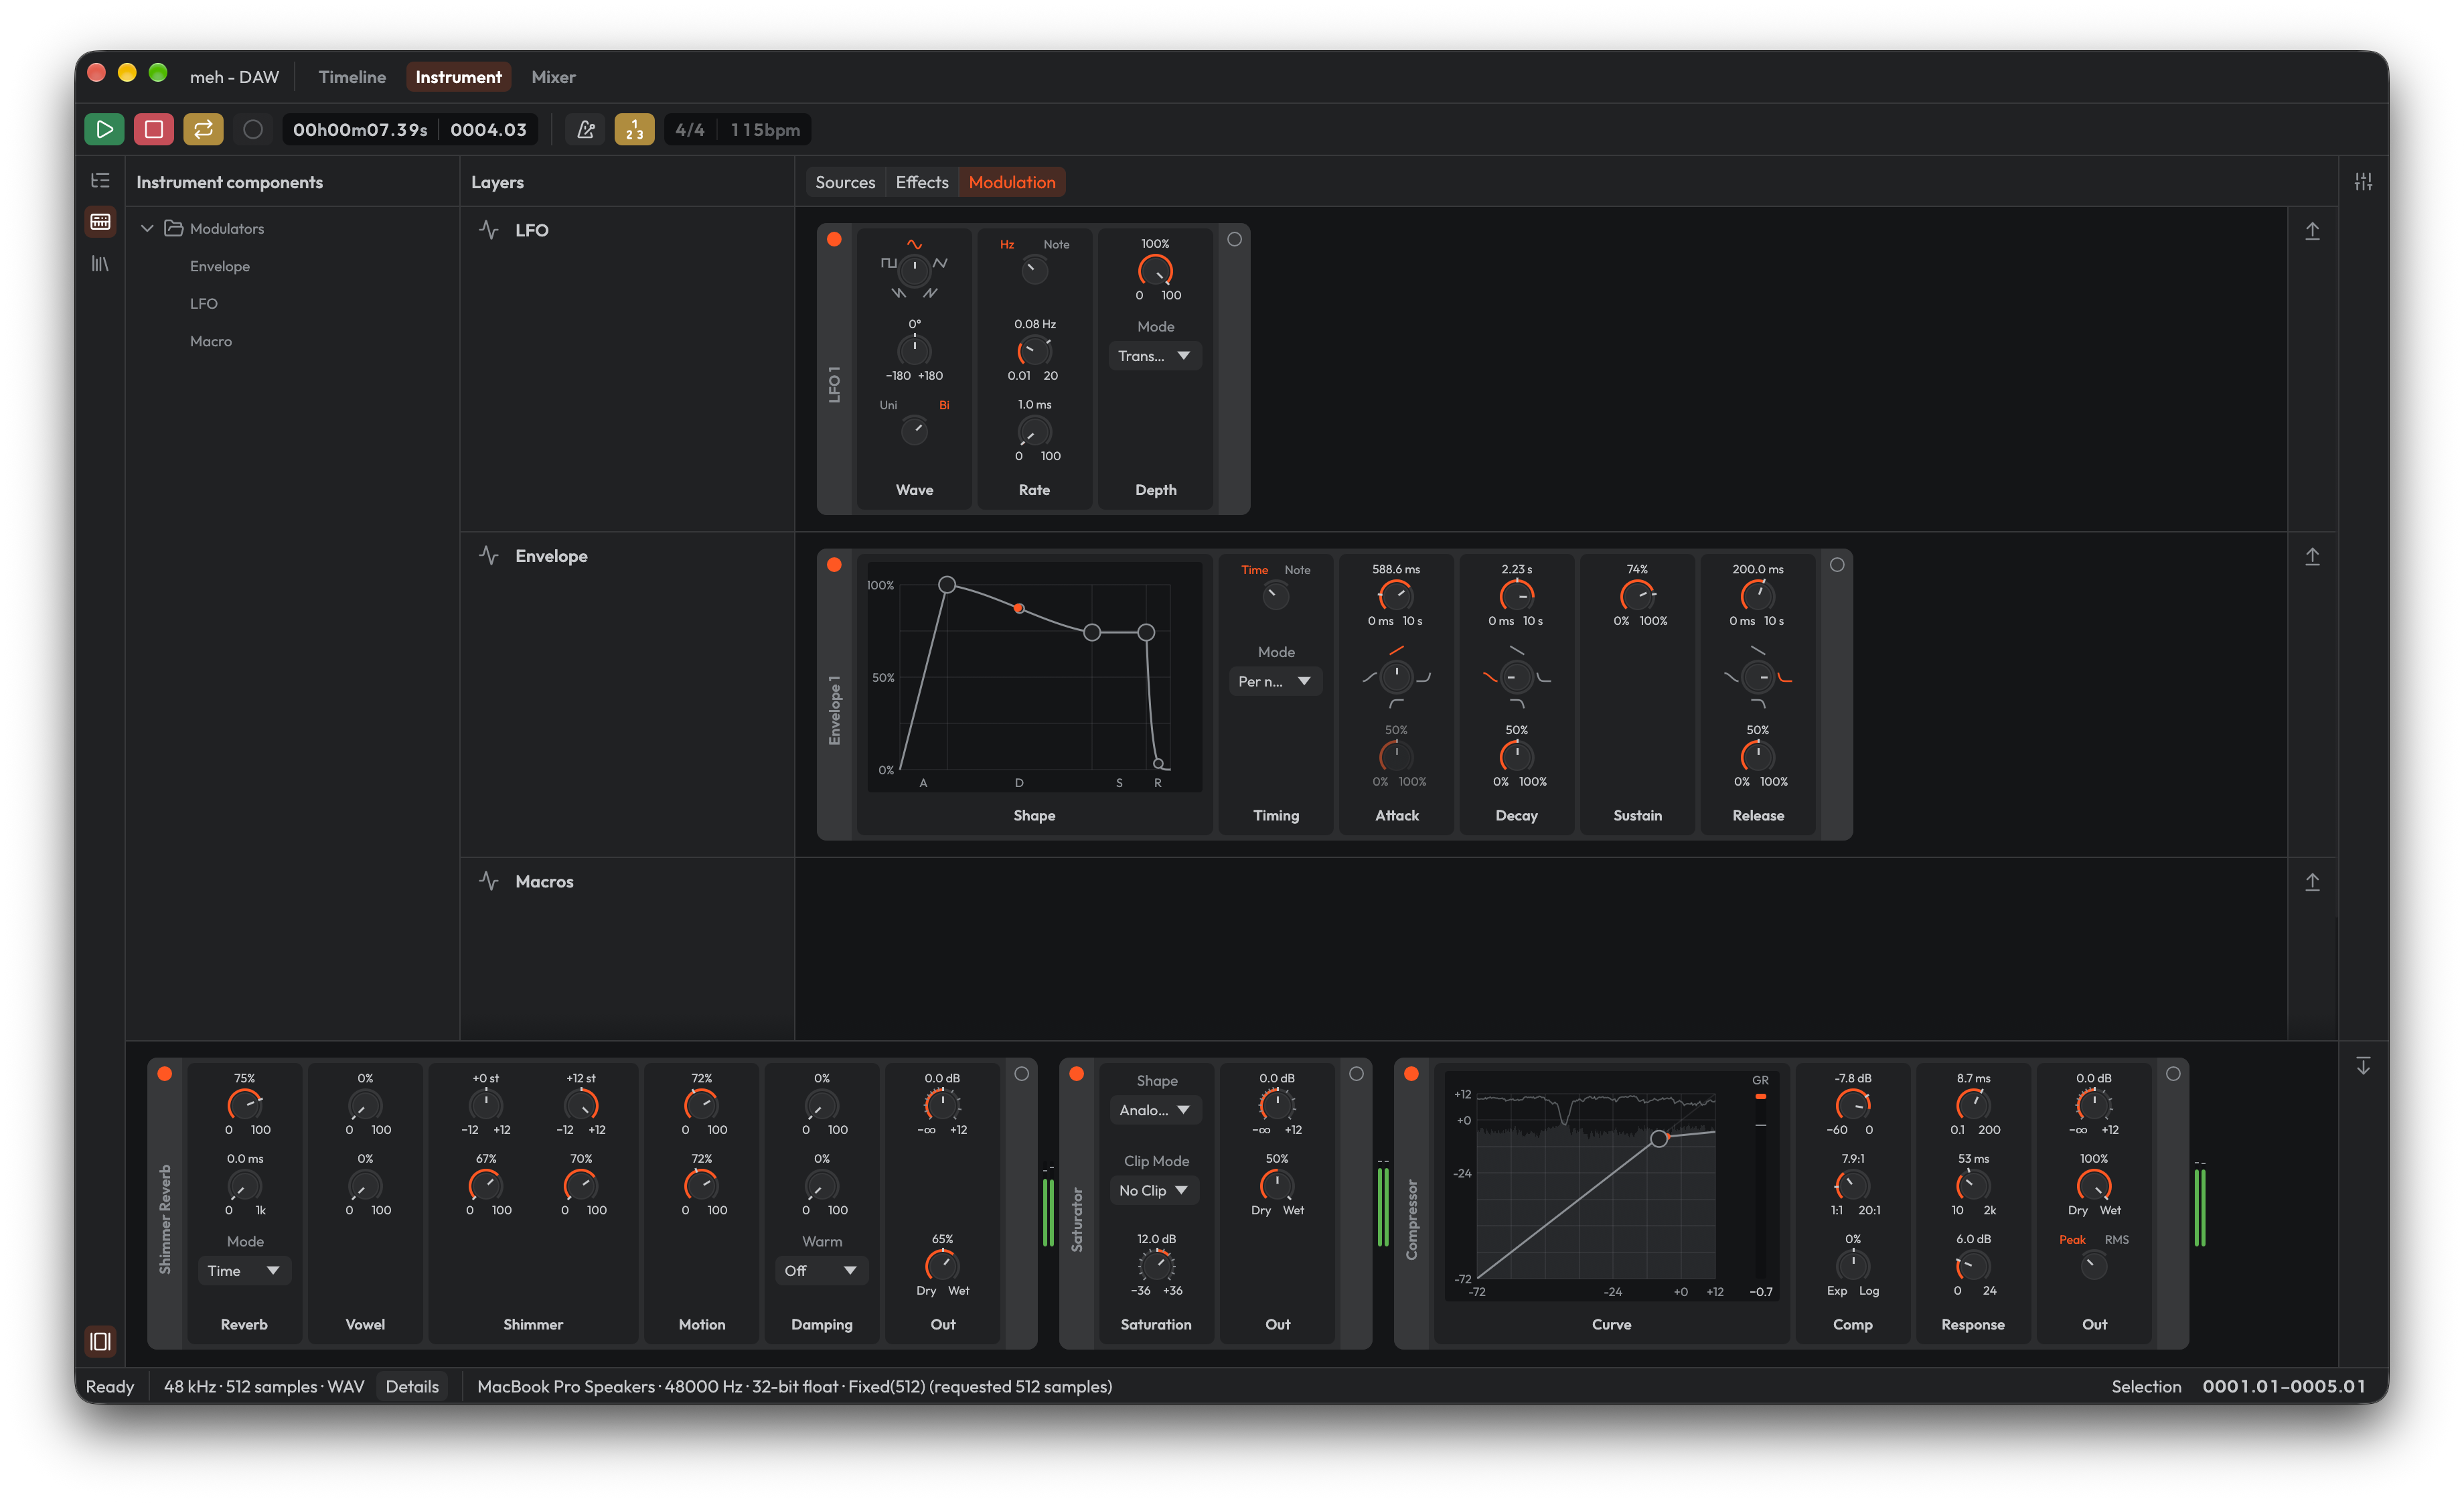 meh - DAW Timeline Instrument Mixer
00h00m07.39s 0004.03 1 2 3 4/4 115bpm
Instrument components Layers Sources Effects Modulation
Modulators
Envelope
LFO
Macro
LFO
LFO 1
Hz Note 100%
0 100
0° 0.08 Hz Mode
−180 +180 0.01 20 Trans...
Uni Bi 1.0 ms
0 100
Wave Rate Depth
Envelope
Envelope 1
100%
50%
0%
A D S R
Shape
Time Note
Mode
Per n...
Timing
588.6 ms
0 ms 10 s
50%
0% 100%
Attack
2.23 s
0 ms 10 s
50%
0% 100%
Decay
74%
0% 100%
Sustain
200.0 ms
0 ms 10 s
50%
0% 100%
Release
Macros
Shimmer Reverb
75%
0 100
0.0 ms
0 1k
Mode
Time
Reverb
0%
0 100
0%
0 100
Vowel
+0 st +12 st
−12 +12 −12 +12
67% 70%
0 100 0 100
Shimmer
72%
0 100
72%
0 100
Motion
0%
0 100
0%
0 100
Warm
Off
Damping
0.0 dB
−∞ +12
65%
Dry Wet
Out
Saturator
Shape
Analo...
Clip Mode
No Clip
12.0 dB
−36 +36
Saturation
0.0 dB
−∞ +12
50%
Dry Wet
Out
Compressor
GR
+12
+0
-24
-72
-72 -24 +0 +12 −0.7
Curve
-7.8 dB
−60 0
7.9:1
1:1 20:1
0%
Exp Log
Comp
8.7 ms
0.1 200
53 ms
10 2k
6.0 dB
0 24
Response
0.0 dB
−∞ +12
100%
Dry Wet
Peak RMS
Out
Ready 48 kHz · 512 samples · WAV Details MacBook Pro Speakers · 48000 Hz · 32-bit float · Fixed(512) (requested 512 samples) Selection 0001.01–0005.01